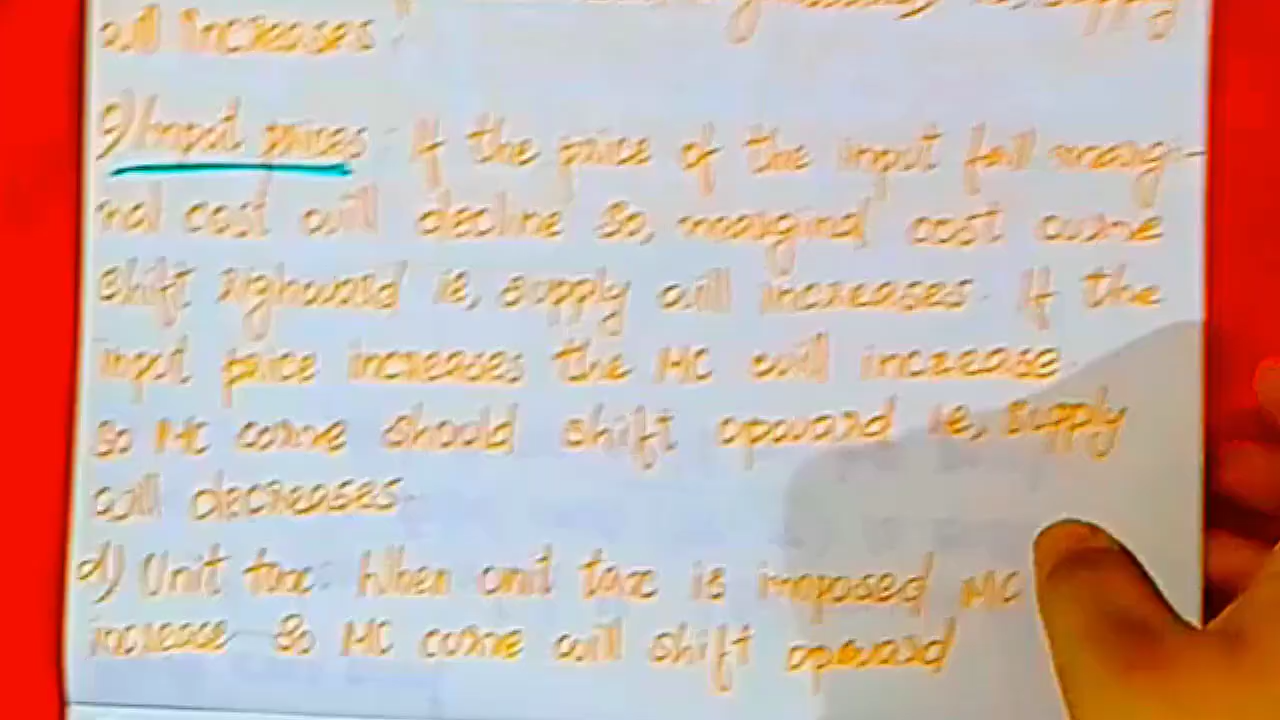 will increases.
Input prices : If the price of the input fall margi-
nal cost will decline So, marginal cost curve
shift righward ie, supply will increases. If the
input price increases the MC will increase.
So MC curve should shift upward ie, supply
will decreases.
d) Unit tax : When unit tax is imposed MC
increase So MC curve will shift upward